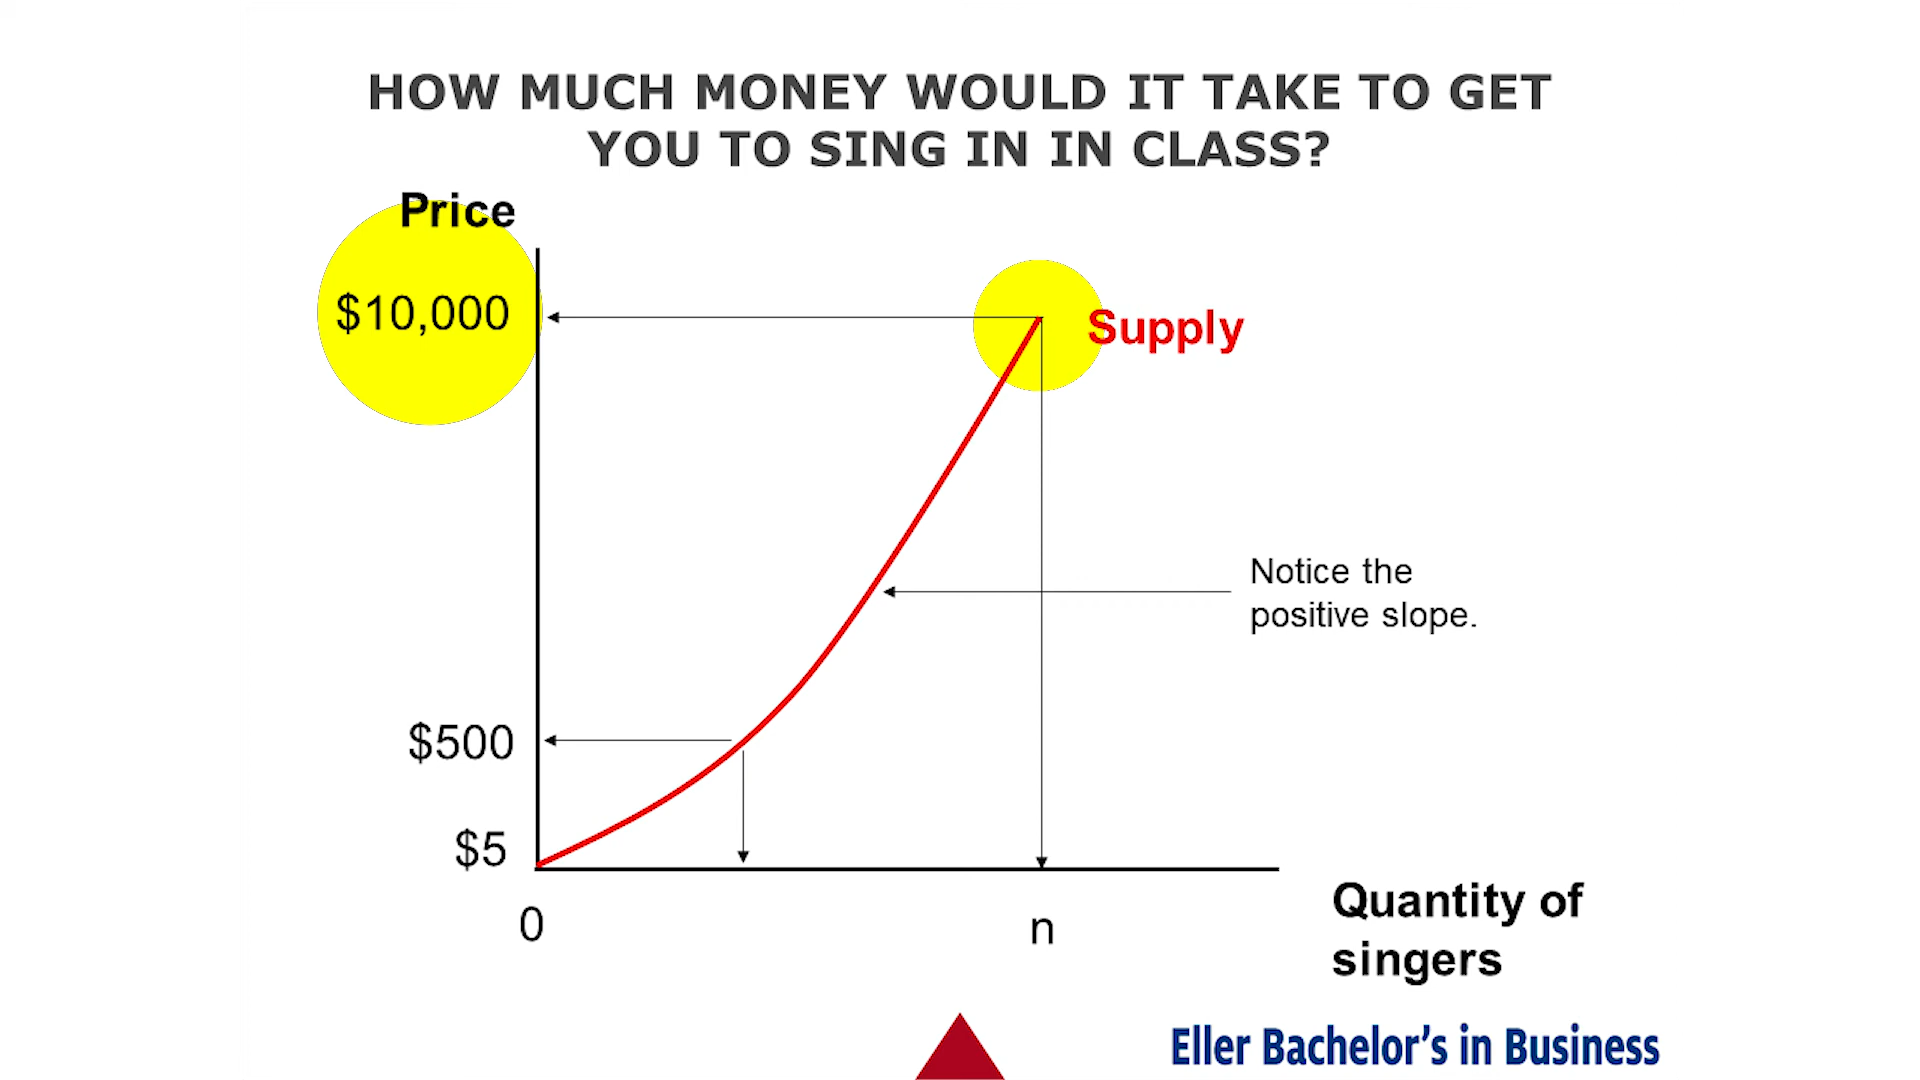 HOW MUCH MONEY WOULD IT TAKE TO GET
YOU TO SING IN IN CLASS?
Price
$10,000
Supply
Notice the
positive slope.
$500
$5
0
n
Quantity of
singers
Eller Bachelor's in Business